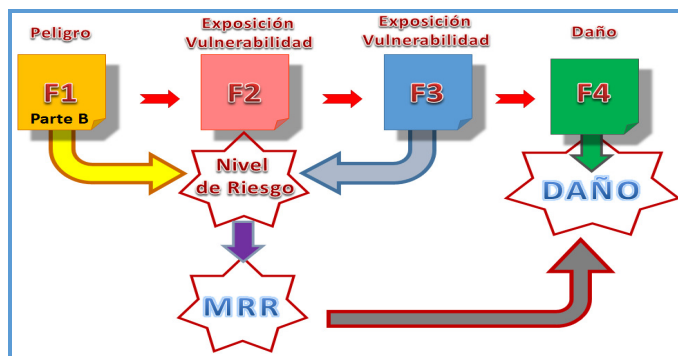 Peligro
Exposición
Vulnerabilidad
Exposición
Vulnerabilidad
Daño
F1
Parte B
F2
F3
F4
Nivel
de Riesgo
DAÑO
MRR